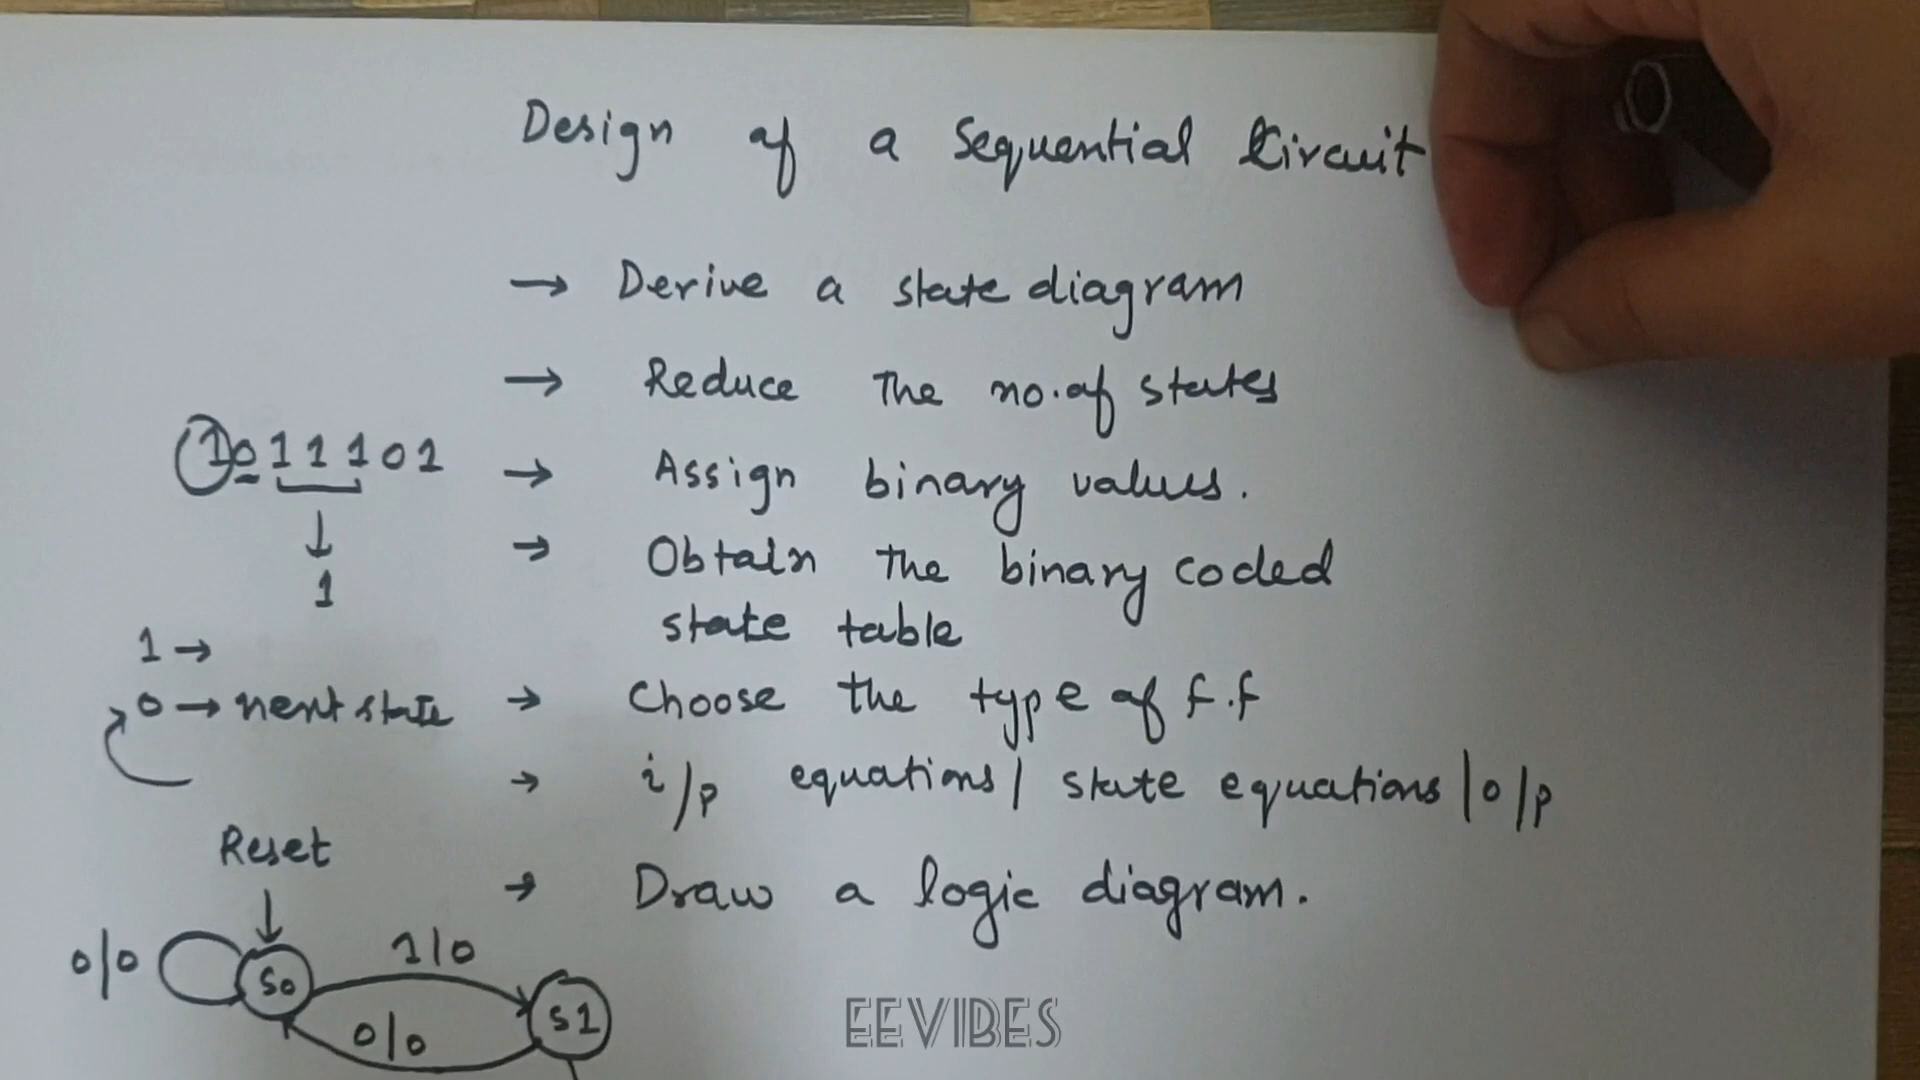 Design of a Sequential Circuit
→ Derive a state diagram
→ Reduce The no. of states
1011101
→ Assign binary values.
↓
1
→ Obtain The binary coded
state table
1 →
0 → next state
→ Choose the type of f.f
→ i/p equations/ state equations /o/p
Reset
→ Draw a logic diagram.
0/0
1/0
S0
S1
0/0
EEVIBES